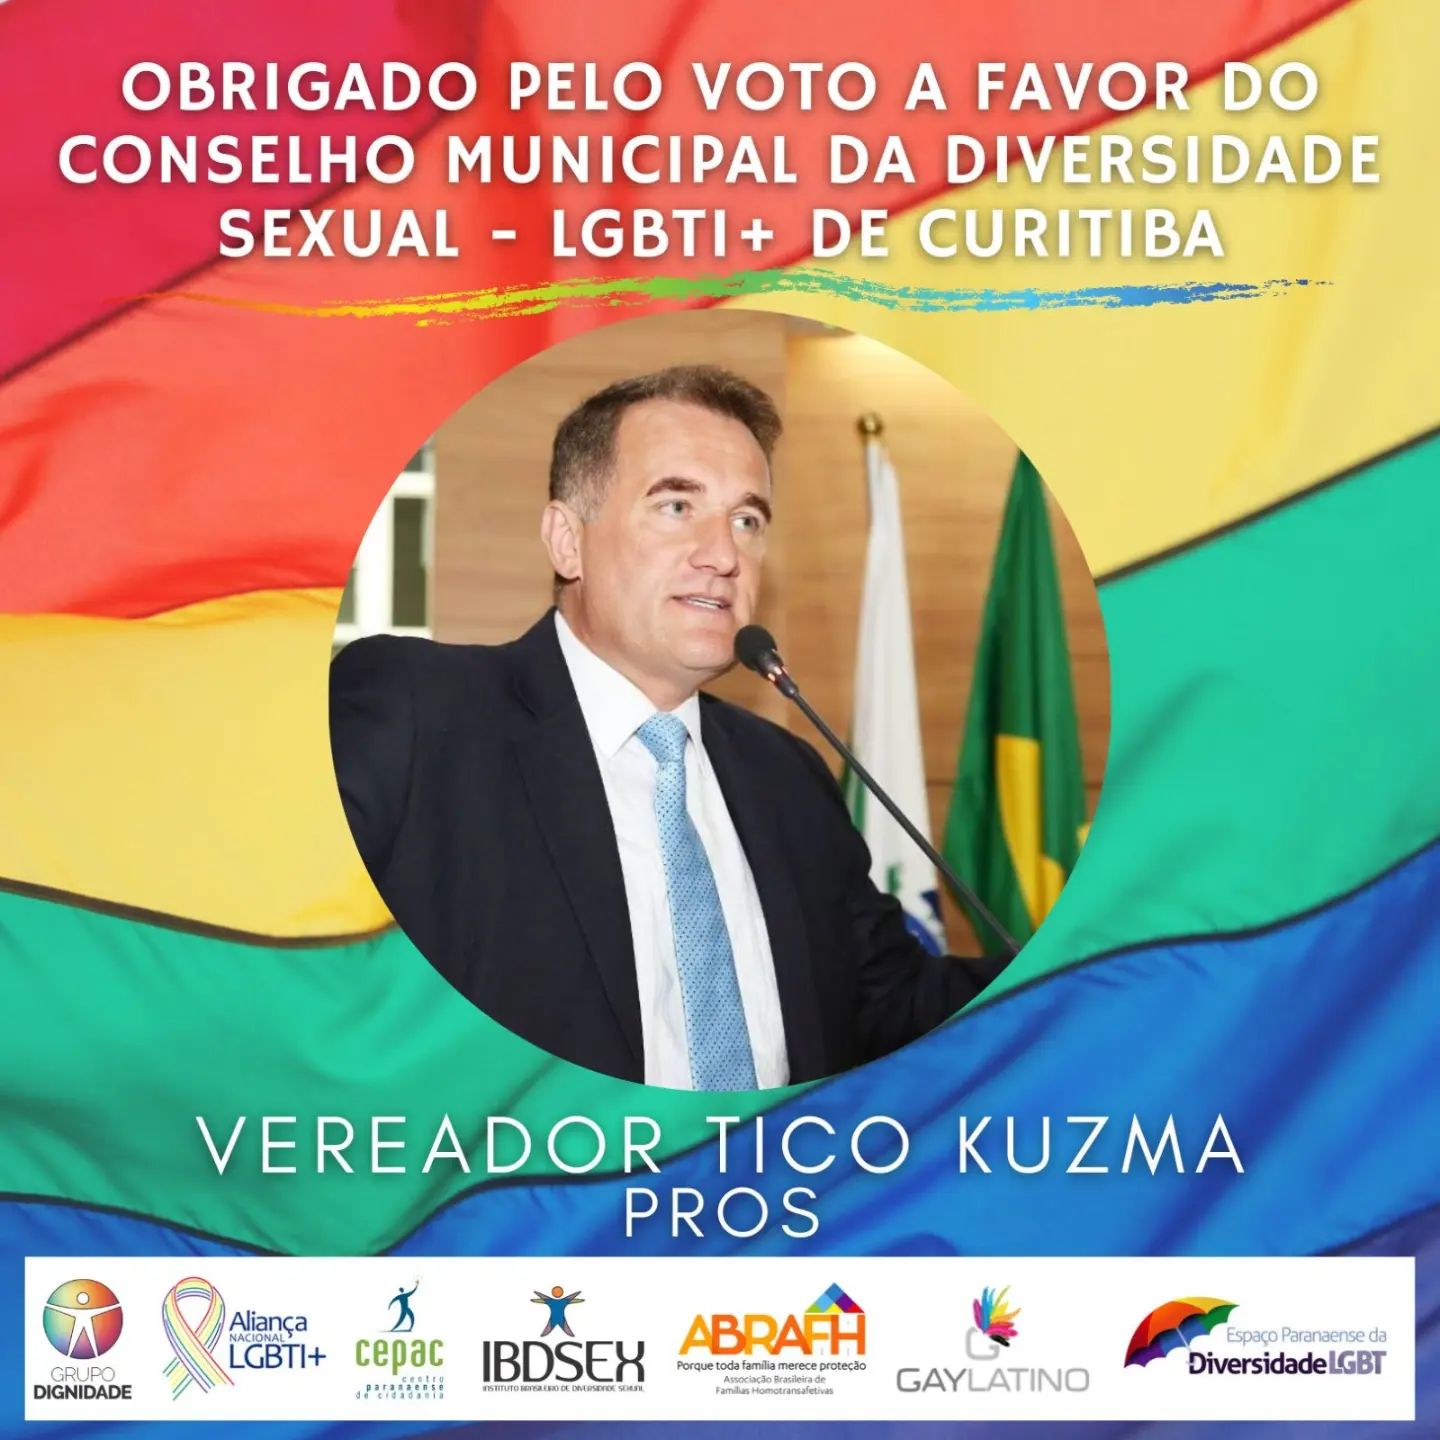 OBRIGADO PELO VOTO A FAVOR DO
CONSELHO MUNICIPAL DA DIVERSIDADE
SEXUAL - LGBTI+ DE CURITIBA
VEREADOR TICO KUZMA
PROS
GRUPO
DIGNIDADE
Aliança
NACIONAL
LGBTI+
cepac
centro
paranaense
de cidadania
IBDSEX
INSTITUTO BRASILEIRO DE DIVERSIDADE SEXUAL
ABRAFH
Porque toda família merece proteção
Associação Brasileira de
Famílias Homotransafetivas
G
GAYLATINO
Espaço Paranaense da
DiversidadeLGBT